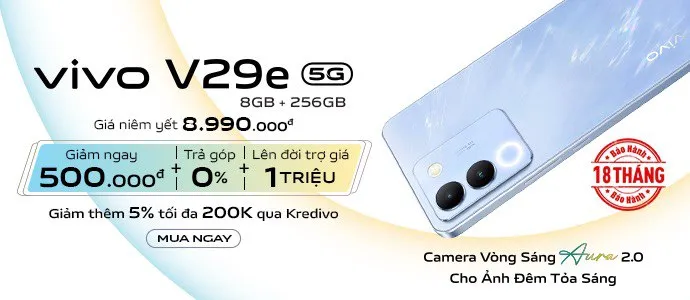 vivo V29e 5G
8GB + 256GB
Giá niêm yết 8.990.000đ
Giảm ngay
500.000đ
+
Trả góp
0%
+
Lên đời trợ giá
1 TRIỆU
Giảm thêm 5% tối đa 200K qua Kredivo
MUA NGAY
vivo
Bảo Hành
18 THÁNG
Bảo Hành
Camera Vòng Sáng Aura 2.0
Cho Ảnh Đêm Tỏa Sáng